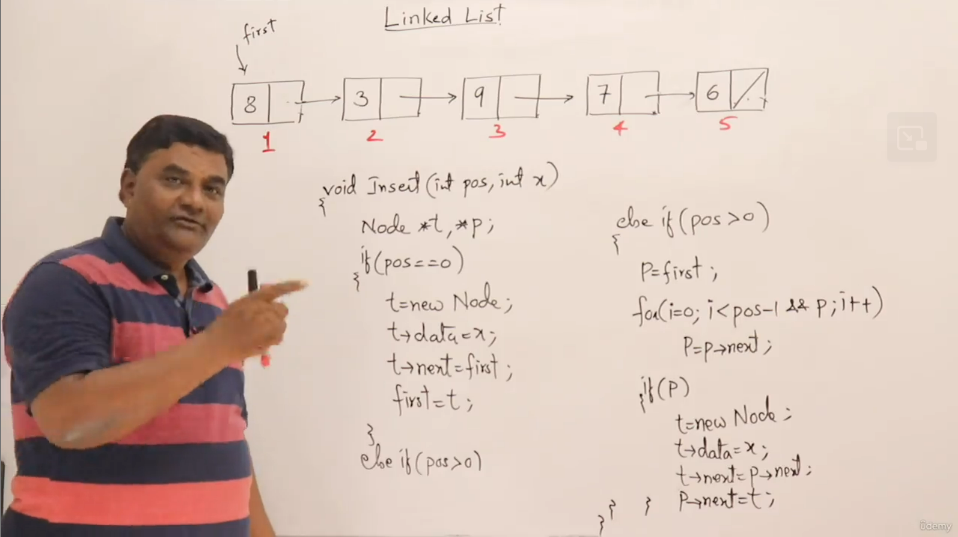 Linked List
first
8 3 9 7 6
1 2 3 4 5
void Insert(int pos, int x)
{
Node *t, *p;
if(pos==0)
{
t=new Node;
t→data=x;
t→next=first;
first=t;
}
else if(pos>0)
else if(pos>0)
{
P=first;
for(i=0; i<pos-1 && p; i++)
P=p→next;
if(P)
{
t=new Node;
t→data=x;
t→next=P→next;
P→next=t;
} } }
Udemy